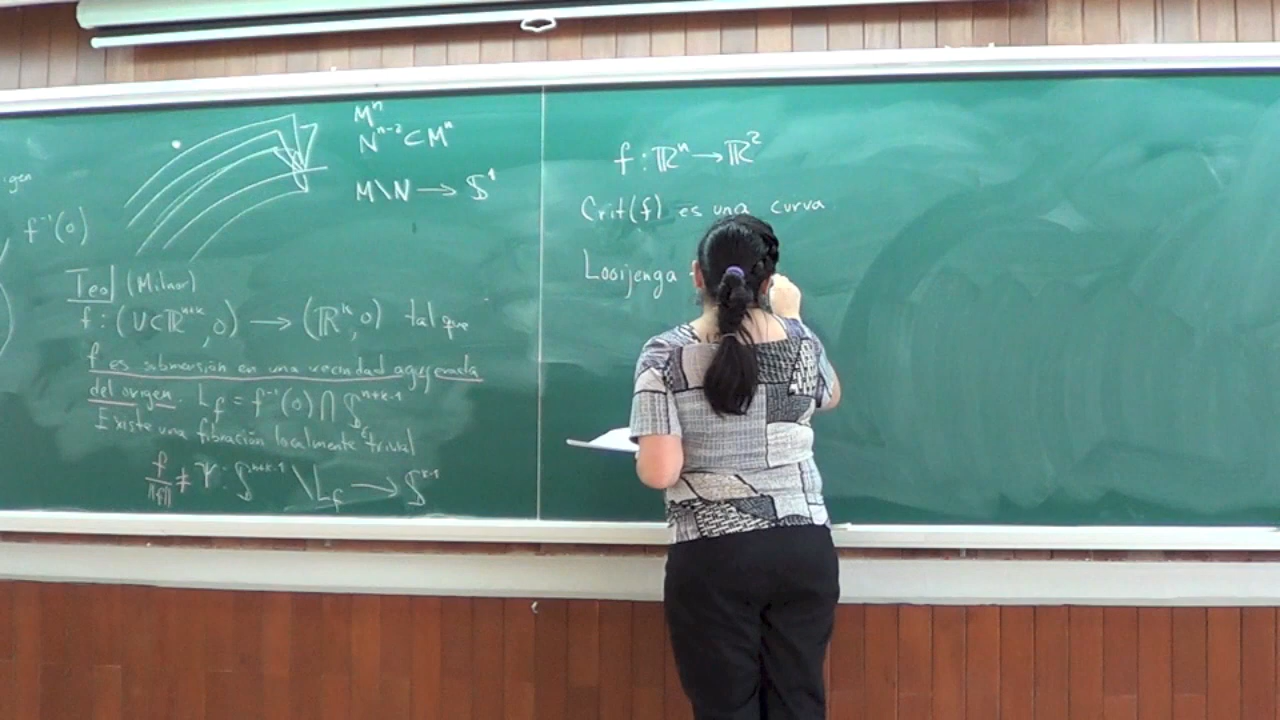 igen
f⁻¹(0)
Mⁿ
Nⁿ⁻² ⊂ Mⁿ
M\N → 𝕊¹
Teo (Milnor)
f : (U⊂ℝⁿ⁺ᵏ, 0) → (ℝᵏ, 0) tal que
f es submersión en una vecindad agujerada
del origen. L_f = f⁻¹(0) ⋂ 𝕊_ε^{n+k-1}
Existe una fibración localmente trivial
f/‖f‖ ≠ Ψ : 𝕊ⁿ⁺ᵏ⁻¹ \ L_f → 𝕊ᵏ⁻¹
f : ℝⁿ → ℝ²
Crit(f) es una curva
Looijenga